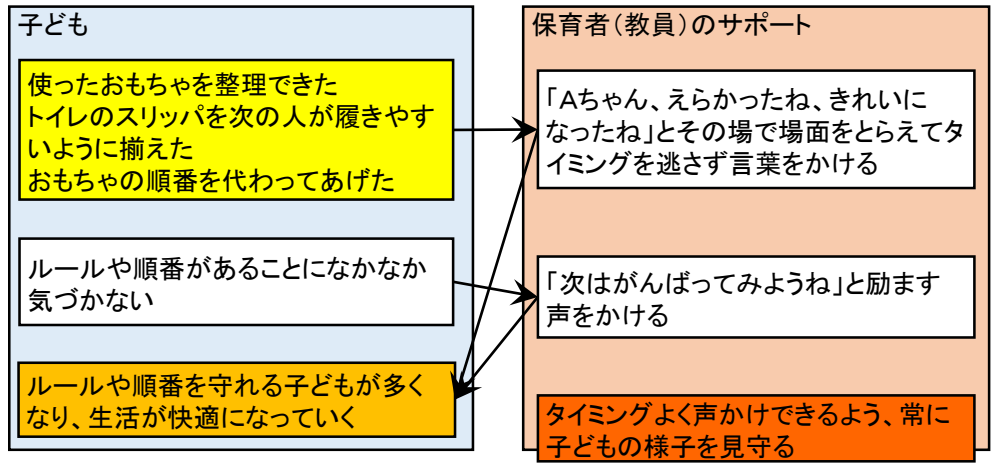 子ども
使ったおもちゃを整理できた
トイレのスリッパを次の人が履きやす
いように揃えた
おもちゃの順番を代わってあげた
ルールや順番があることになかなか
気づかない
ルールや順番を守れる子どもが多く
なり、生活が快適になっていく
保育者（教員）のサポート
「Aちゃん、えらかったね、きれいに
なったね」とその場で場面をとらえてタ
イミングを逃さず言葉をかける
「次はがんばってみようね」と励ます
声をかける
タイミングよく声かけできるよう、常に
子どもの様子を見守る